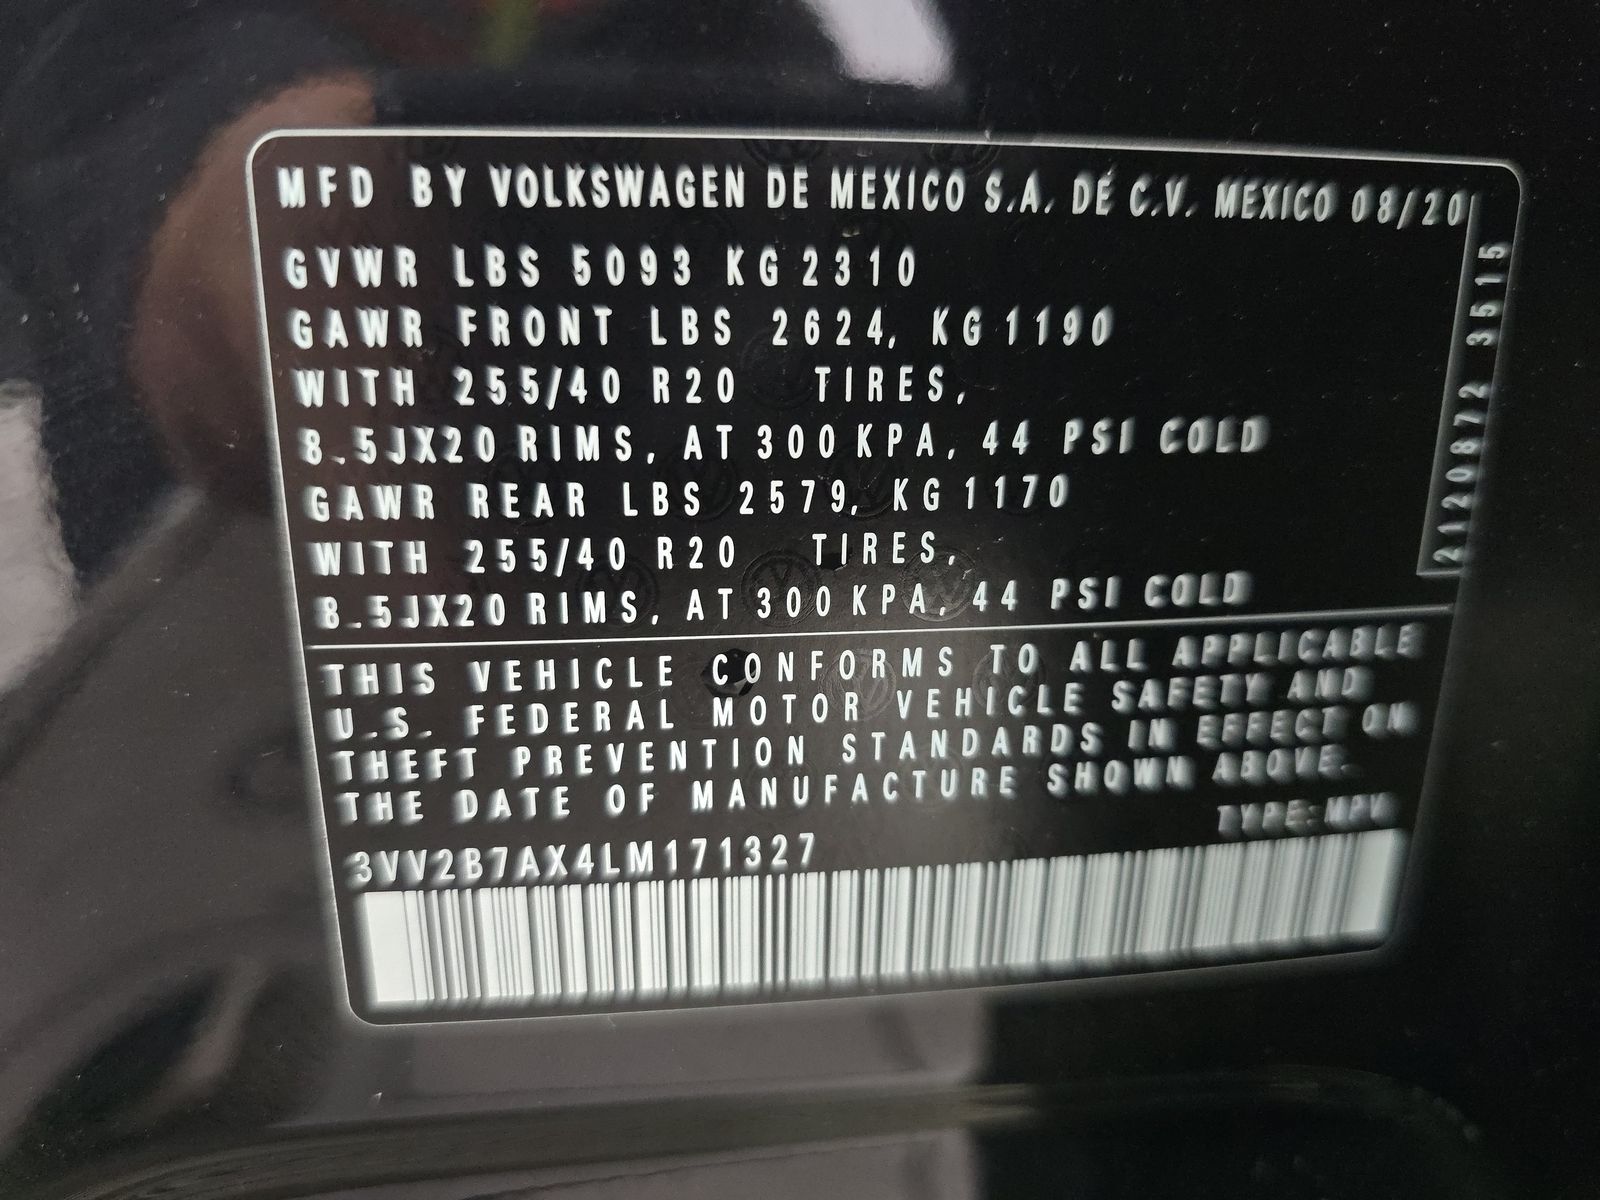 MFD BY VOLKSWAGEN DE MEXICO S.A. DE C.V. MEXICO 08/20
GVWR LBS 5093 KG 2310
GAWR FRONT LBS 2624, KG 1190
WITH 255/40 R20 TIRES,
8.5JX20 RIMS, AT 300 KPA, 44 PSI COLD
GAWR REAR LBS 2579, KG 1170
WITH 255/40 R20 TIRES,
8.5JX20 RIMS, AT 300 KPA, 44 PSI COLD
2120872 3515
THIS VEHICLE CONFORMS TO ALL APPLICABLE
U.S. FEDERAL MOTOR VEHICLE SAFETY AND
THEFT PREVENTION STANDARDS IN EFFECT ON
THE DATE OF MANUFACTURE SHOWN ABOVE.
TYPE: MPV
3VV2B7AX4LM171327